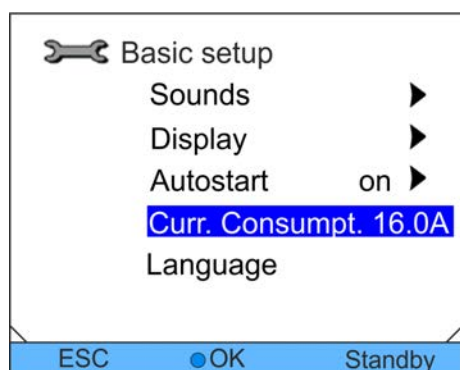 Basic setup
Sounds
Display
Autostart on
Curr. Consumpt. 16.0A
Language
ESC OK Standby